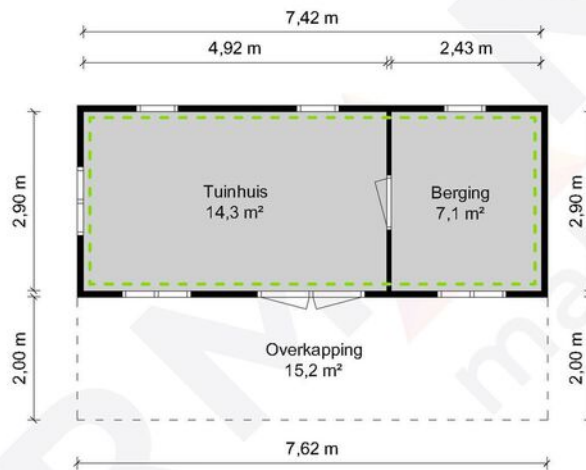 7,42 m
4,92 m
2,43 m
2,90 m
Tuinhuis
14,3 m²
Berging
7,1 m²
2,90 m
2,00 m
Overkapping
15,2 m²
2,00 m
7,62 m